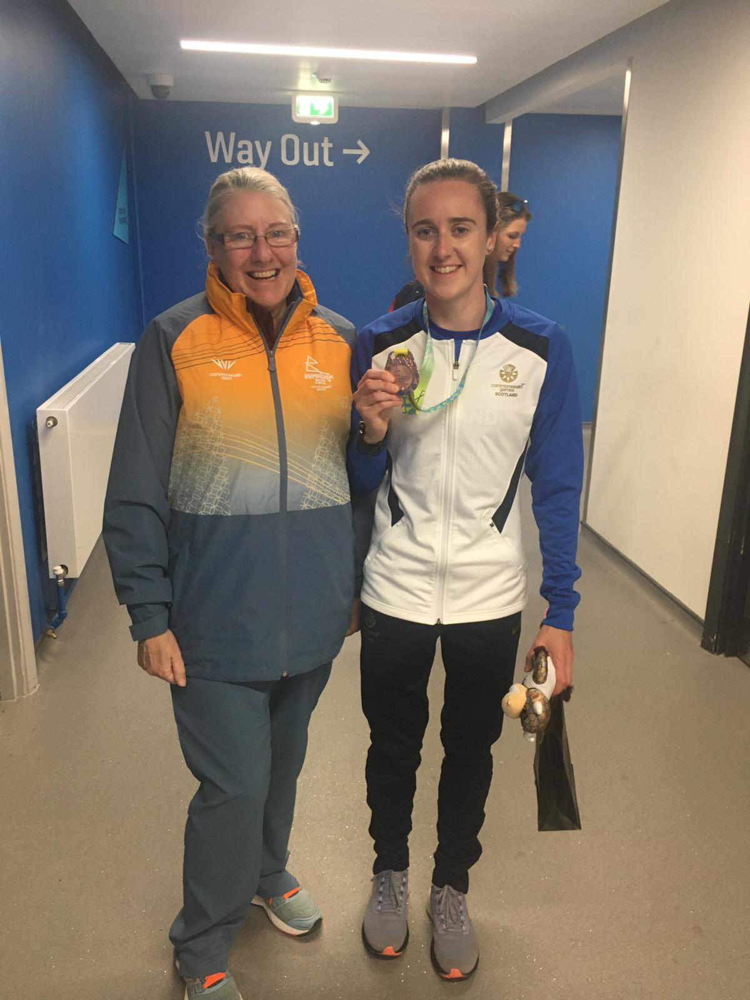 Way Out →
commonwealth
sport
BIRMINGHAM
2022
commonwealth
games
commonwealth
games
SCOTLAND